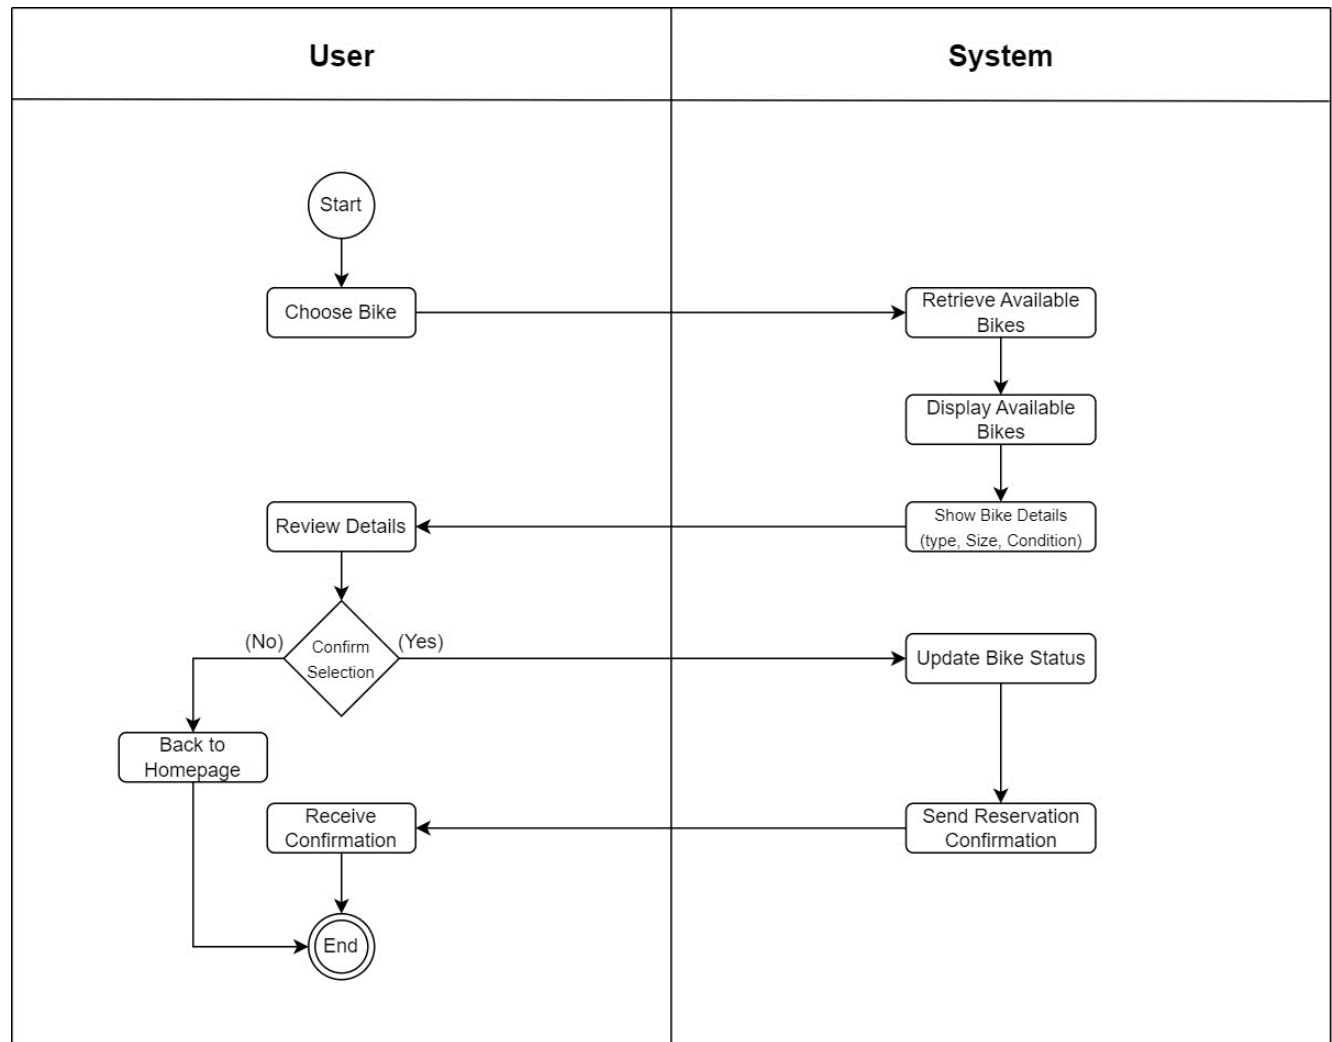 User
System
Start
Choose Bike
Retrieve Available
Bikes
Display Available
Bikes
Review Details
Show Bike Details
(type, Size, Condition)
(No)
Confirm
Selection
(Yes)
Update Bike Status
Back to
Homepage
Receive
Confirmation
Send Reservation
Confirmation
End